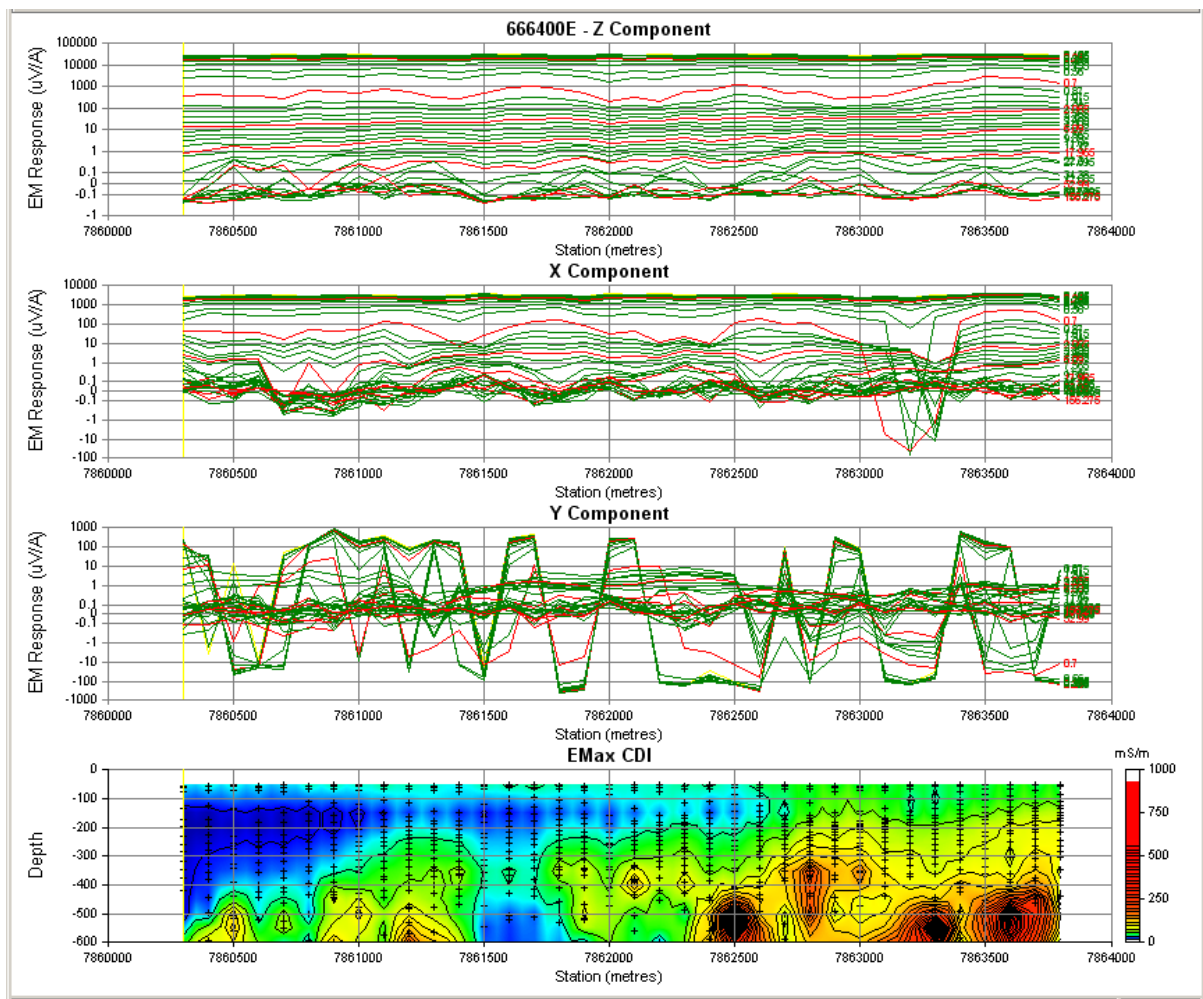 666400E - Z Component
EM Response (uV/A)
100000
10000
1000
100
10
1
0.1
0
-0.1
-1
0.7
7860000 7860500 7861000 7861500 7862000 7862500 7863000 7863500 7864000
Station (metres)
X Component
EM Response (uV/A)
10000
1000
100
10
1
0.1
0.0
-0.1
-1
-10
-100
0.7
7860000 7860500 7861000 7861500 7862000 7862500 7863000 7863500 7864000
Station (metres)
Y Component
EM Response (uV/A)
1000
100
10
1
0.1
-0.1
-1
-10
-100
-1000
0.7
7860000 7860500 7861000 7861500 7862000 7862500 7863000 7863500 7864000
Station (metres)
EMax CDI
Depth
0
-100
-200
-300
-400
-500
-600
mS/m
1000
750
500
250
0
7860000 7860500 7861000 7861500 7862000 7862500 7863000 7863500 7864000
Station (metres)